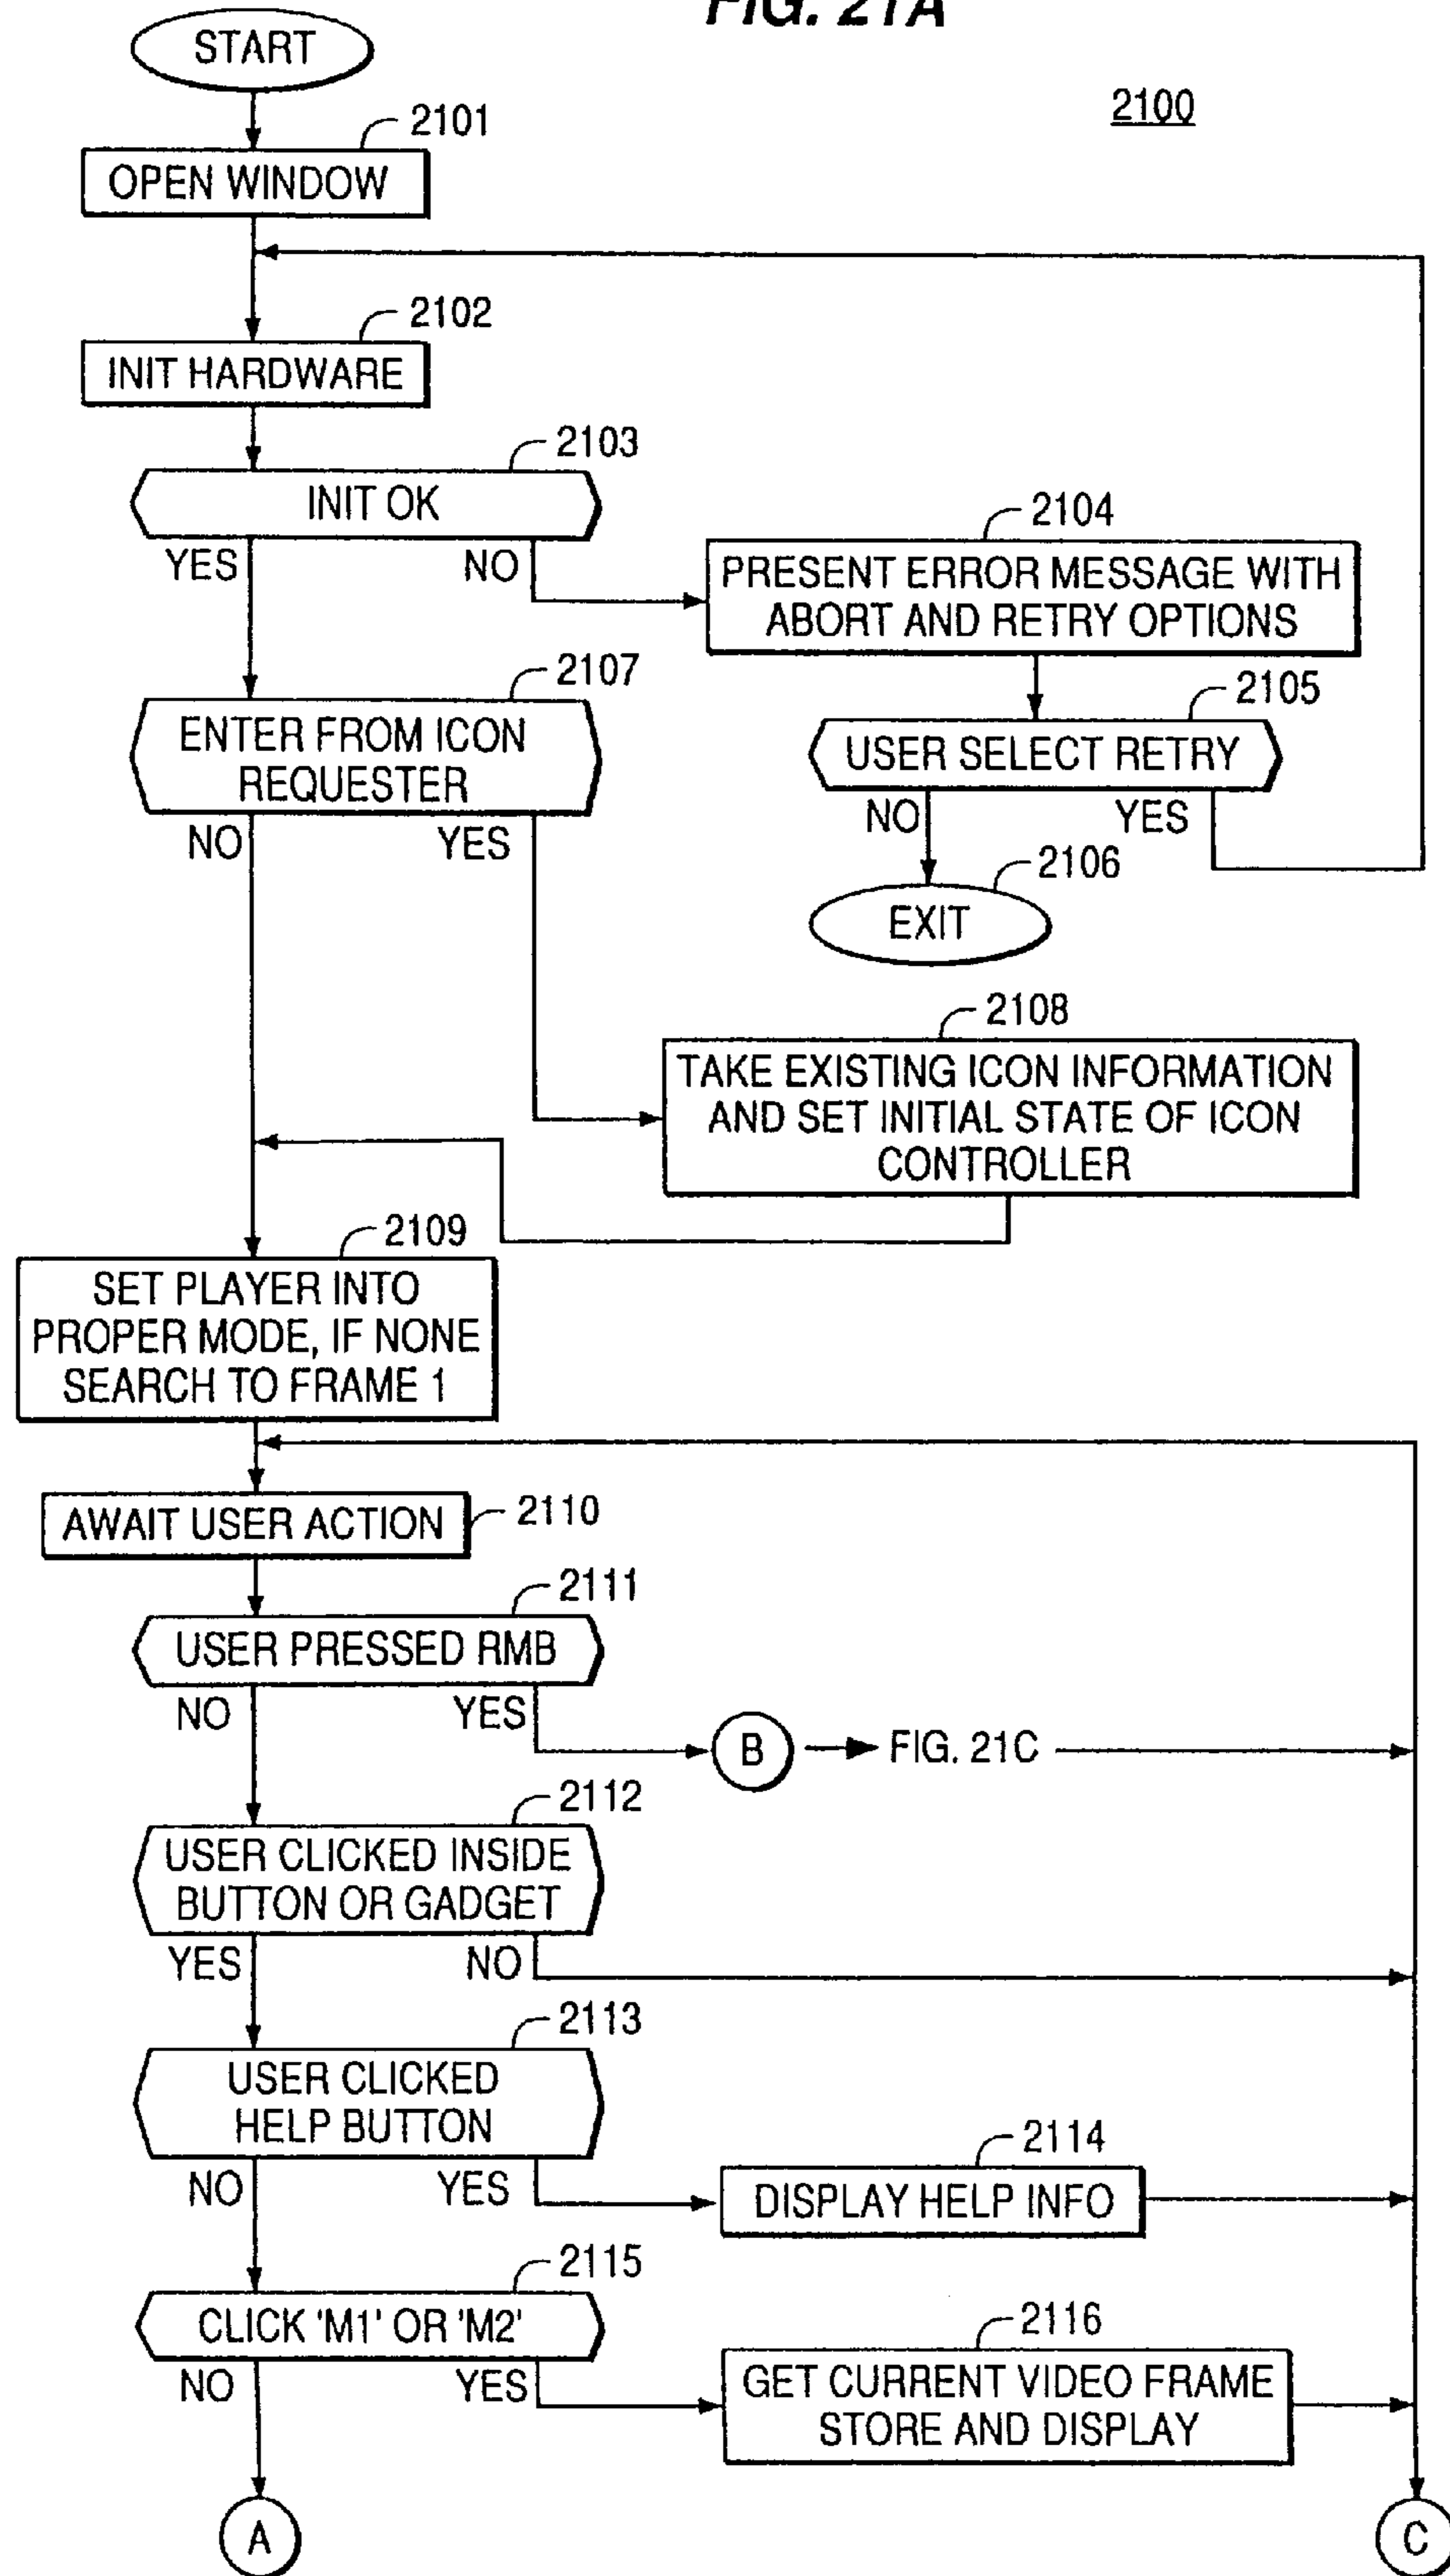 FIG. 21A
START
2100
2101
OPEN WINDOW
2102
INIT HARDWARE
2103
INIT OK
YES
NO
2104
PRESENT ERROR MESSAGE WITH
ABORT AND RETRY OPTIONS
2107
ENTER FROM ICON
REQUESTER
NO
YES
2105
USER SELECT RETRY
NO
YES
2106
EXIT
2108
TAKE EXISTING ICON INFORMATION
AND SET INITIAL STATE OF ICON
CONTROLLER
2109
SET PLAYER INTO
PROPER MODE, IF NONE
SEARCH TO FRAME 1
AWAIT USER ACTION
2110
2111
USER PRESSED RMB
NO
YES
B
FIG. 21C
2112
USER CLICKED INSIDE
BUTTON OR GADGET
YES
NO
2113
USER CLICKED
HELP BUTTON
NO
YES
2114
DISPLAY HELP INFO
2115
CLICK 'M1' OR 'M2'
NO
YES
2116
GET CURRENT VIDEO FRAME
STORE AND DISPLAY
A
C